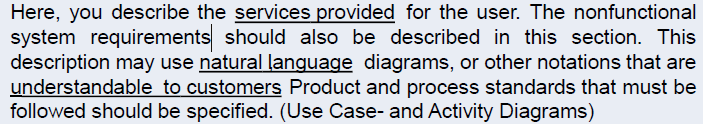 Here, you describe the services provided for the user. The nonfunctional
system requirements should also be described in this section. This
description may use natural language diagrams, or other notations that are
understandable to customers Product and process standards that must be
followed should be specified. (Use Case- and Activity Diagrams)